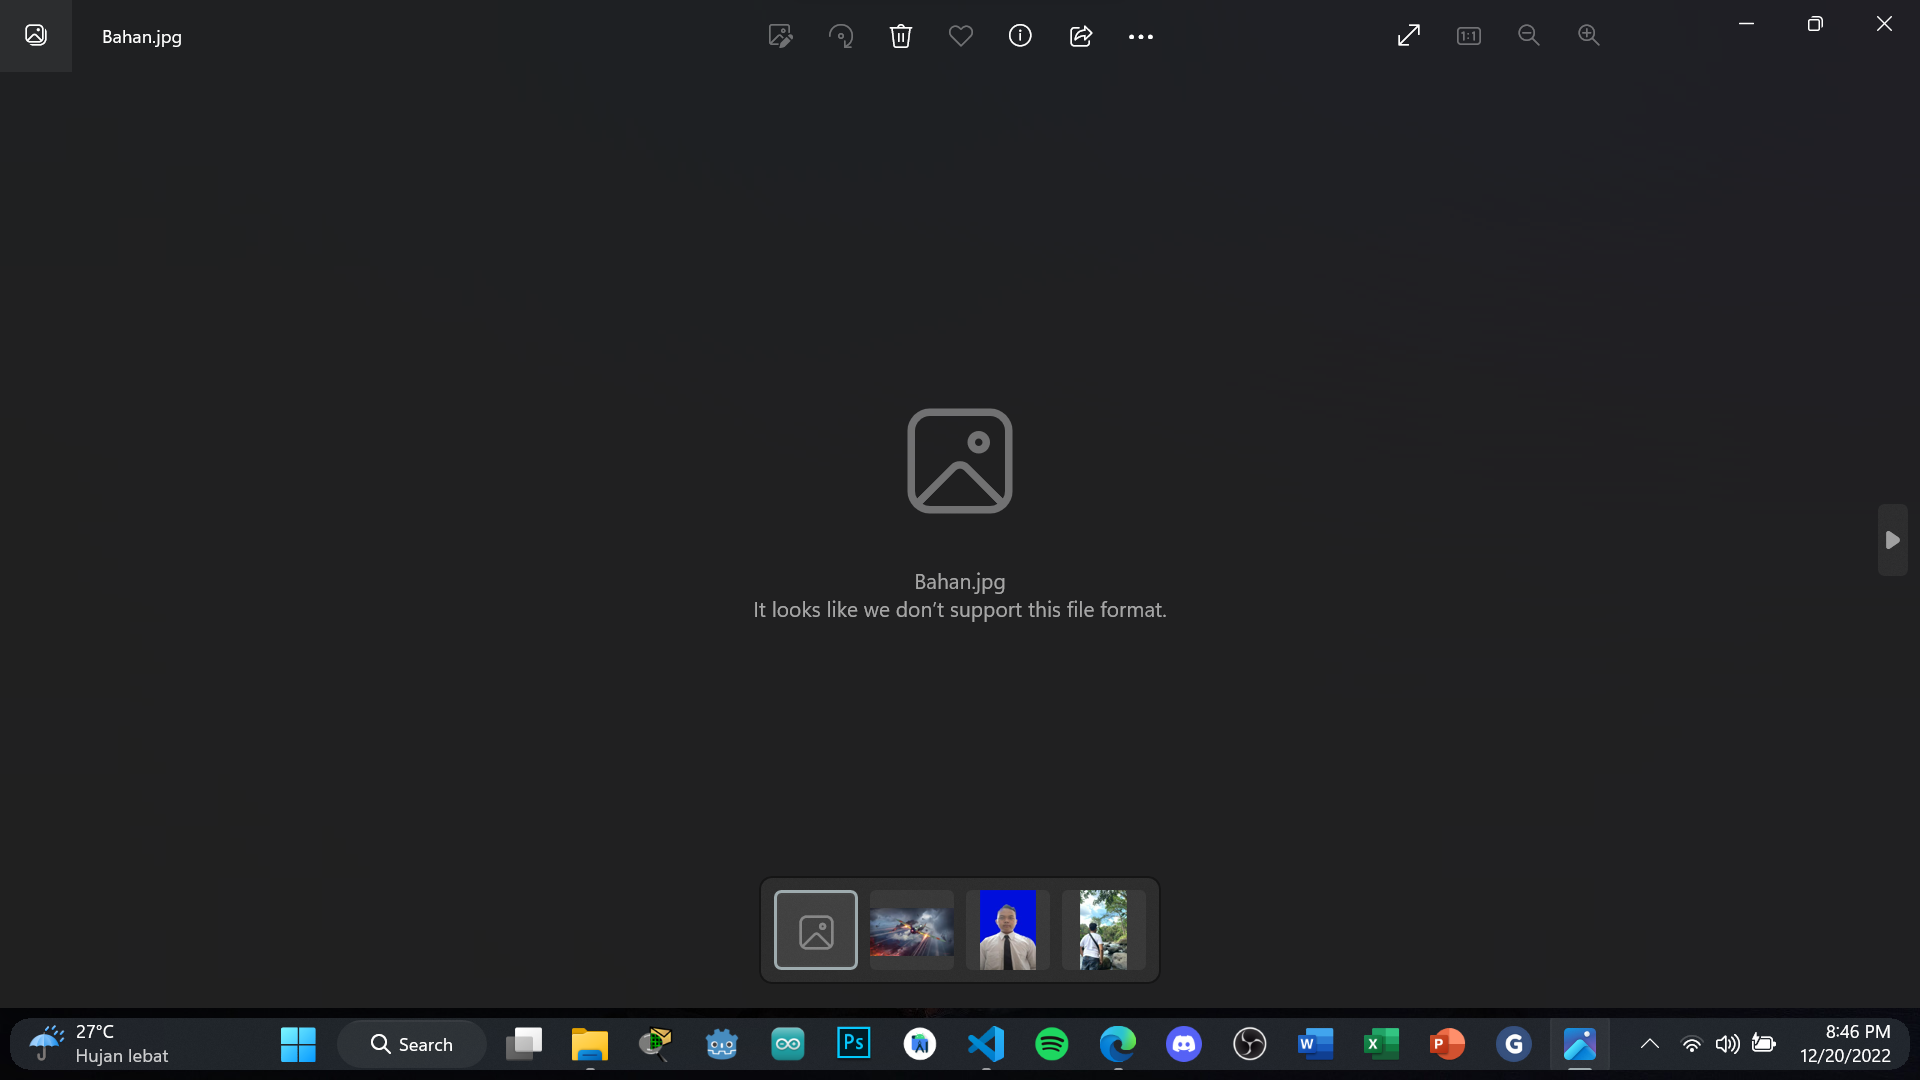 Bahan.jpg
1:1
Bahan.jpg
It looks like we don't support this file format.
27°C
Hujan lebat
Search
Ps
W
X
P
G
8:46 PM
12/20/2022